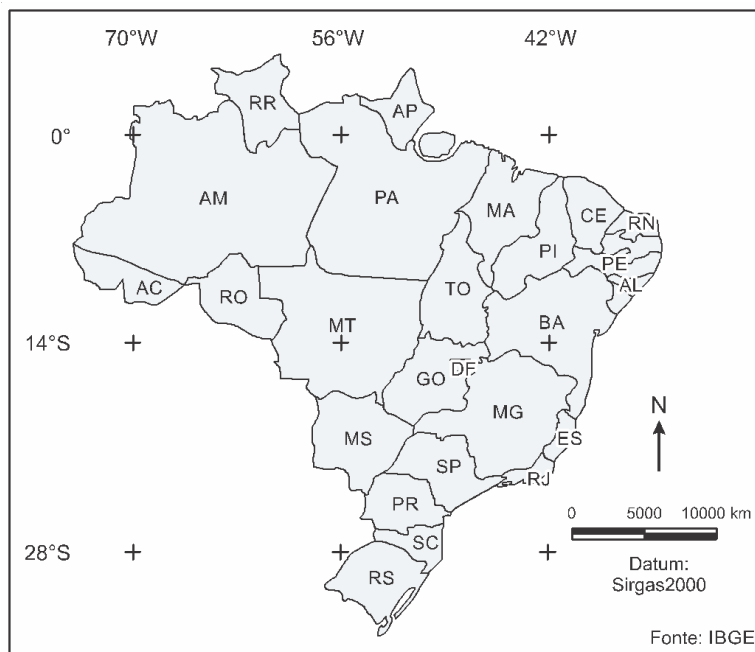 70°W 56°W 42°W
RR
AP
0°
AM
PA
MA
CE
RN
PI
PE
AL
AC
RO
TO
MT
BA
14°S
GO
DF
MG
N
MS
ES
SP
RJ
PR
0 5000 10000 km
SC
28°S
Datum:
Sirgas2000
RS
Fonte: IBGE